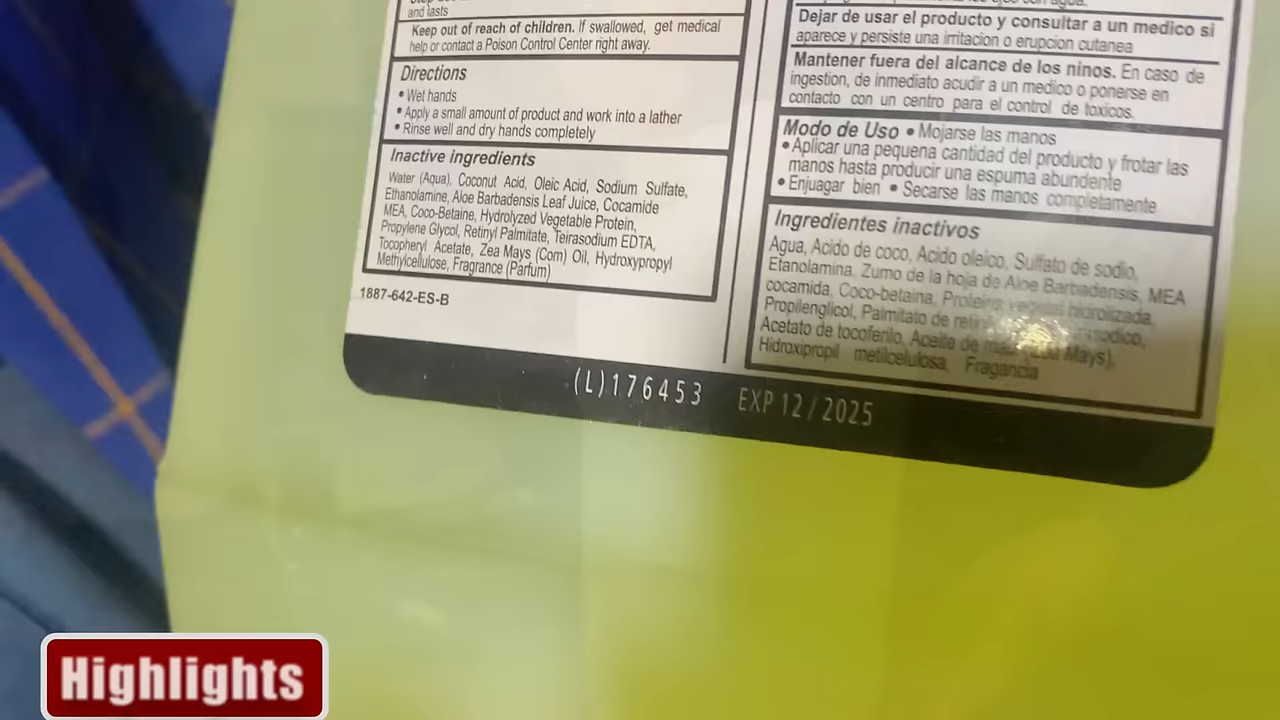 and lasts
Keep out of reach of children. If swallowed, get medical
help or contact a Poison Control Center right away.
Directions
• Wet hands
• Apply a small amount of product and work into a lather
• Rinse well and dry hands completely
Inactive ingredients
Water (Aqua), Coconut Acid, Oleic Acid, Sodium Sulfate,
Ethanolamine, Aloe Barbadensis Leaf Juice, Cocamide
MEA, Coco-Betaine, Hydrolyzed Vegetable Protein,
Propylene Glycol, Retinyl Palmitate, Tetrasodium EDTA,
Tocopheryl Acetate, Zea Mays (Corn) Oil, Hydroxypropyl
Methylcellulose, Fragrance (Parfum)
1887-642-ES-B
Dejar de usar el producto y consultar a un medico si
aparece y persiste una irritacion o erupcion cutanea
Mantener fuera del alcance de los ninos. En caso de
ingestion, de inmediato acudir a un medico o ponerse en
contacto con un centro para el control de toxicos.
Modo de Uso • Mojarse las manos
• Aplicar una pequena cantidad del producto y frotar las
manos hasta producir una espuma abundente
• Enjuagar bien • Secarse las manos completamente
Ingredientes inactivos
Agua, Acido de coco, Acido oleico, Sulfato de sodio,
Etanolamina, Zumo de la hoja de Aloe Barbadensis, MEA
cocamida, Coco-betaina, Proteina vegetal hidrolizada,
Propilenglicol, Palmitato de
Acetato de tocoferilo, Aceite de maiz (Zea Mays),
Hidroxipropil metilcelulosa, Fragancia
(L)176453 EXP 12/2025
Highlights